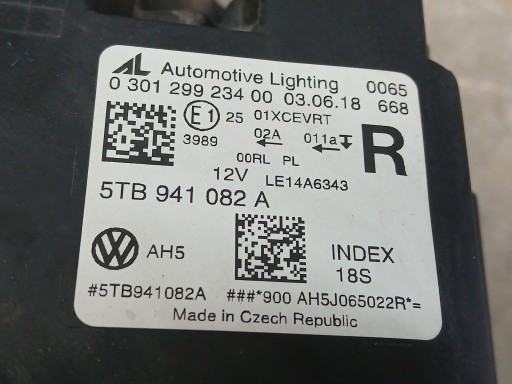 AL Automotive Lighting 0065
0 301 299 234 00 03.06.18 668
E1 25 01XCEVRT
3989 02A 011a R
00RL PL
12V LE14A6343
5TB 941 082 A
VW AH5 INDEX
18S
#5TB941082A ###*900 AH5J065022R*=
Made in Czech Republic